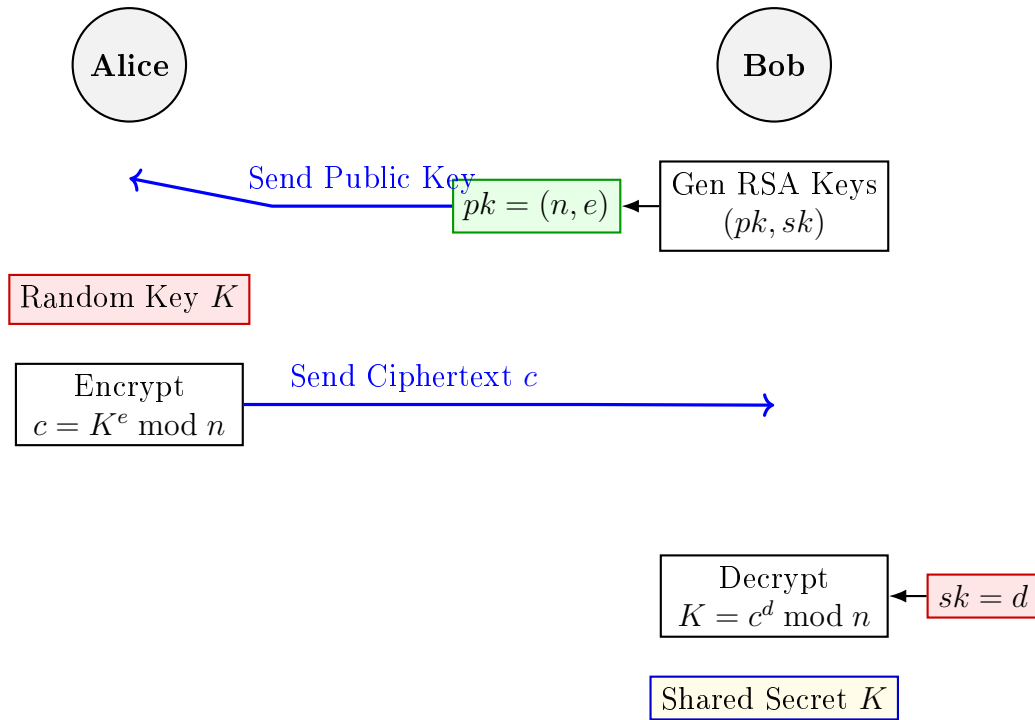 Alice
Bob
Send Public Key
pk = (n, e)
Gen RSA Keys
(pk, sk)
Random Key K
Encrypt
c = K^e mod n
Send Ciphertext c
Decrypt
K = c^d mod n
sk = d
Shared Secret K